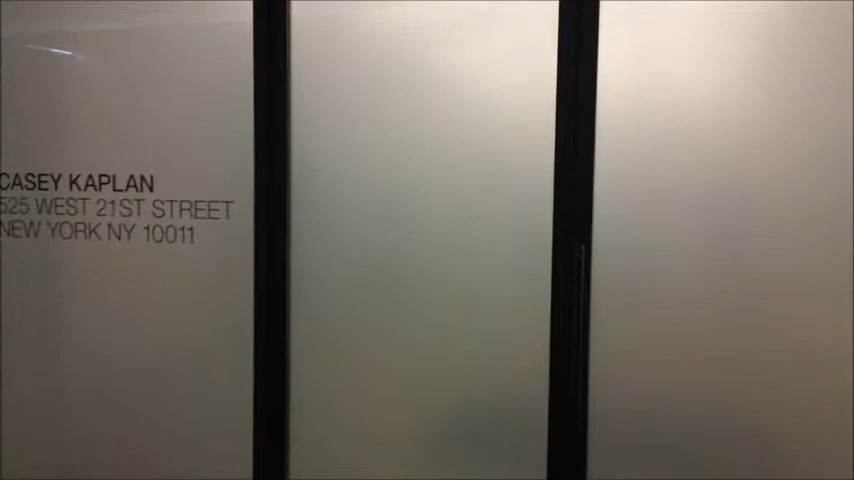 CASEY KAPLAN
525 WEST 21ST STREET
NEW YORK NY 10011